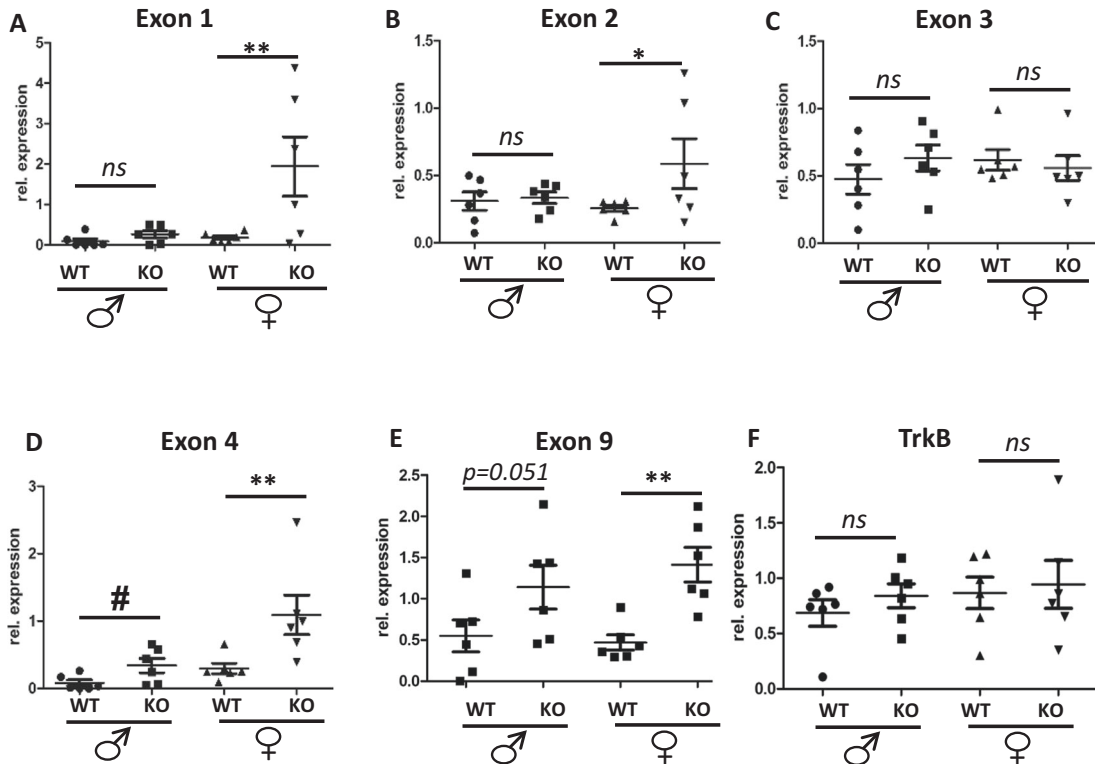 A
Exon 1
rel. expression
5
4
3
2
1
0
ns
**
WT KO WT KO
♂ ♀
B
Exon 2
rel. expression
1.5
1.0
0.5
0.0
ns
*
WT KO WT KO
♂ ♀
C
Exon 3
rel. expression
1.5
1.0
0.5
0.0
ns
ns
WT KO WT KO
♂ ♀
D
Exon 4
rel. expression
3
2
1
0
#
**
WT KO WT KO
♂ ♀
E
Exon 9
rel. expression
2.5
2.0
1.5
1.0
0.5
0.0
p=0.051
**
WT KO WT KO
♂ ♀
F
TrkB
rel. expression
2.0
1.5
1.0
0.5
0.0
ns
ns
WT KO WT KO
♂ ♀